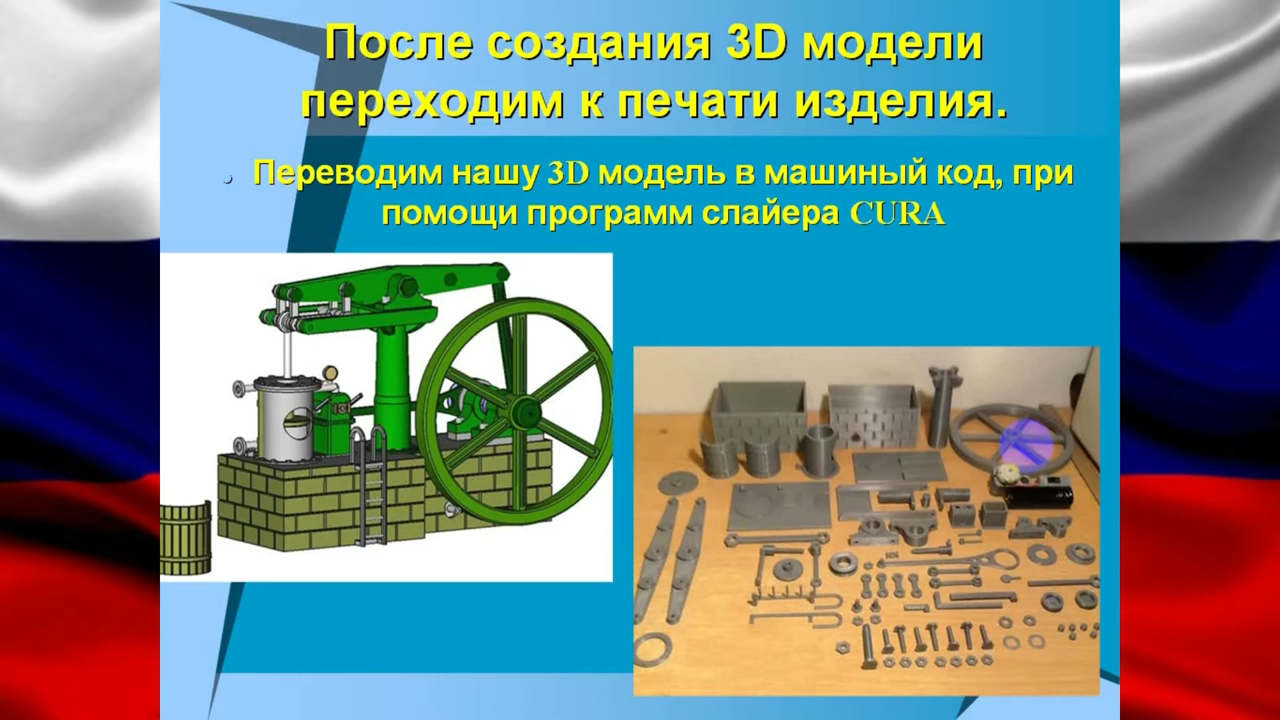 После создания 3D модели
переходим к печати изделия.
• Переводим нашу 3D модель в машиный код, при
помощи программ слайера CURA